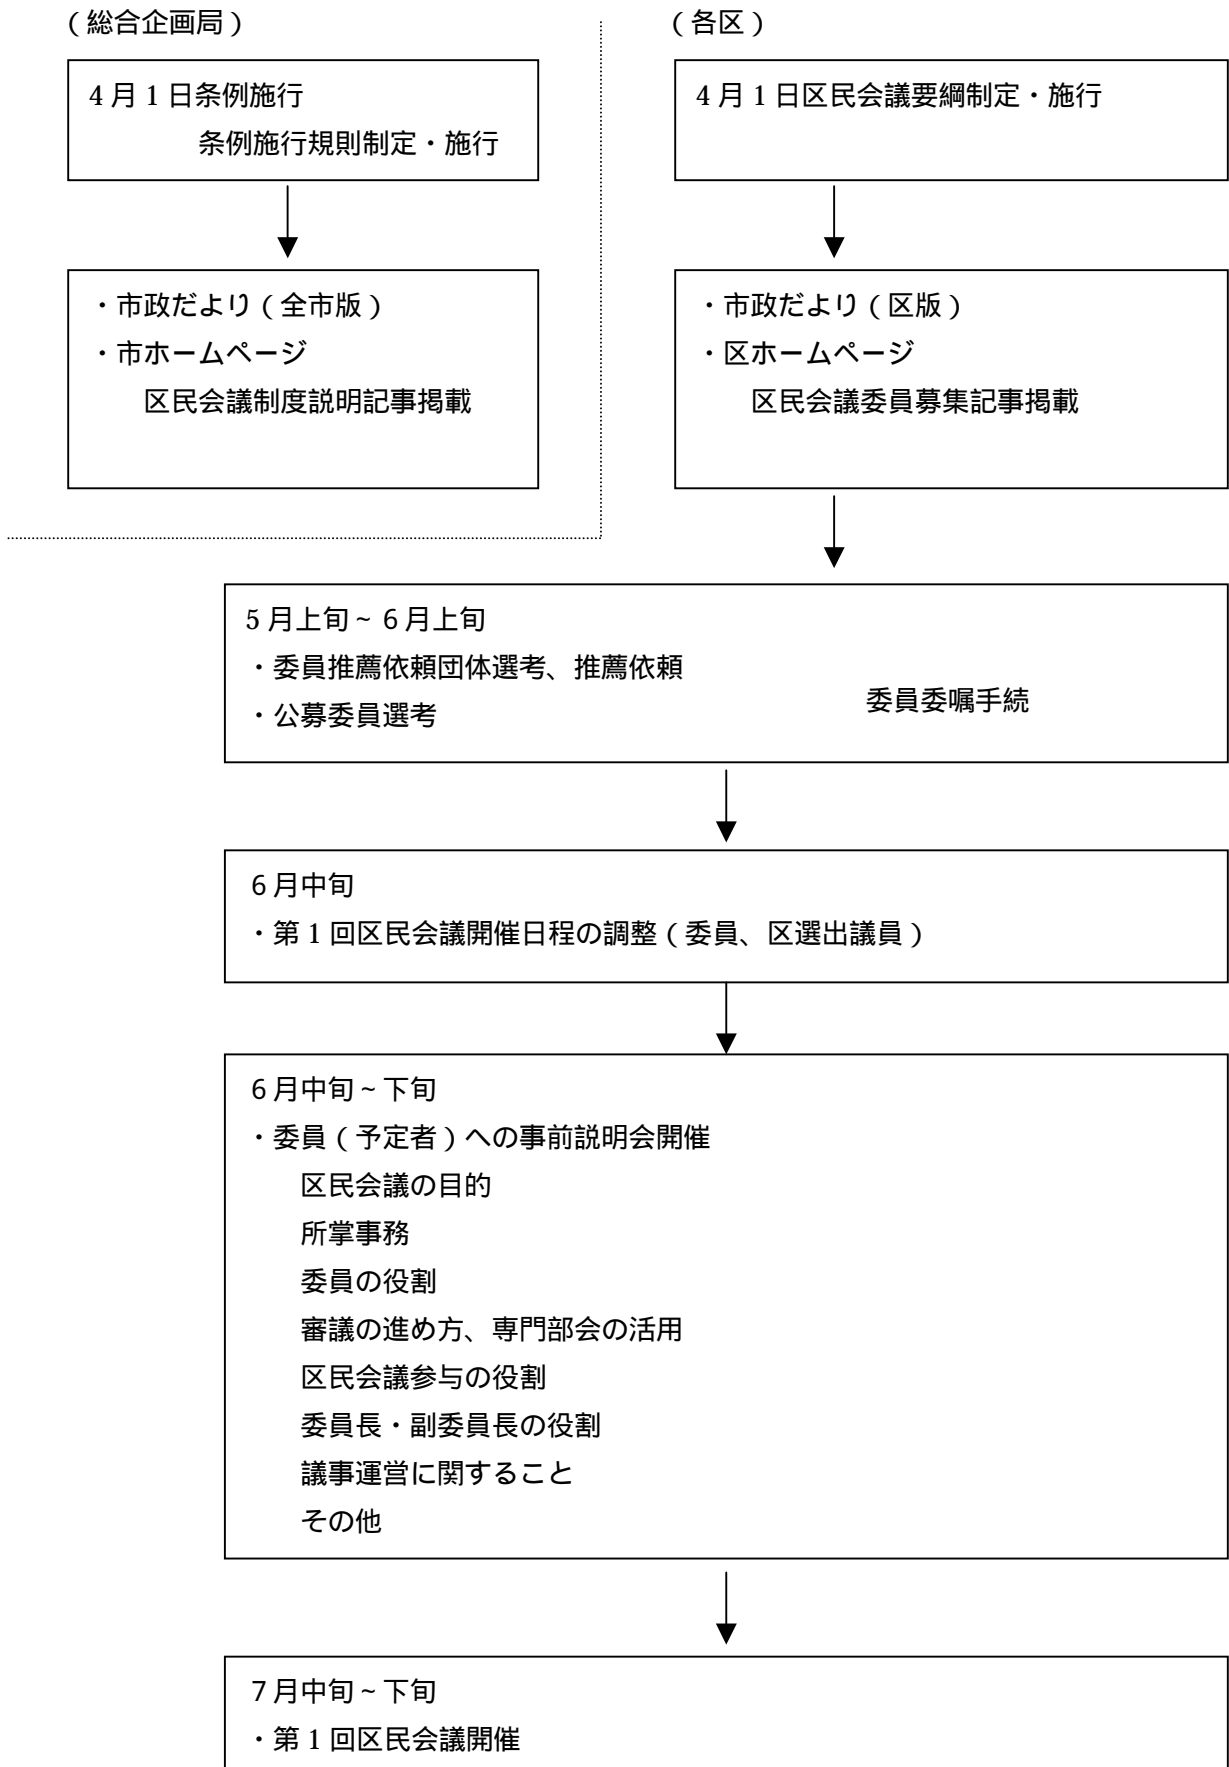 （総合企画局）
4月1日条例施行
条例施行規則制定・施行
・市政だより（全市版）
・市ホームページ
区民会議制度説明記事掲載
（各区）
4月1日区民会議要綱制定・施行
・市政だより（区版）
・区ホームページ
区民会議委員募集記事掲載
5月上旬~６月上旬
・委員推薦依頼団体選考、推薦依頼
・公募委員選考
委員委嘱手続
６月中旬
・第1回区民会議開催日程の調整（委員、区選出議員）
６月中旬~下旬
・委員（予定者）への事前説明会開催
区民会議の目的
所掌事務
委員の役割
審議の進め方、専門部会の活用
区民会議参与の役割
委員長・副委員長の役割
議事運営に関すること
その他
７月中旬~下旬
・第1回区民会議開催